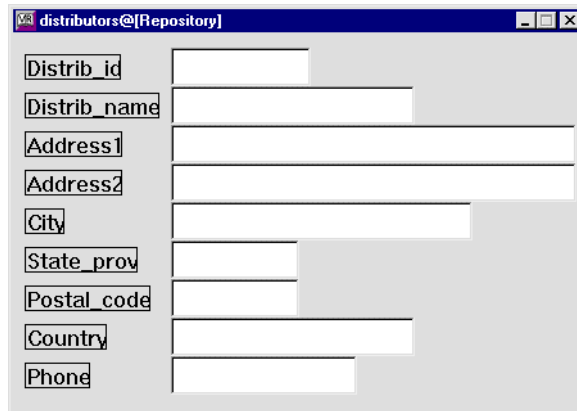 distributors@[Repository]
Distrib_id
Distrib_name
Address1
Address2
City
State_prov
Postal_code
Country
Phone